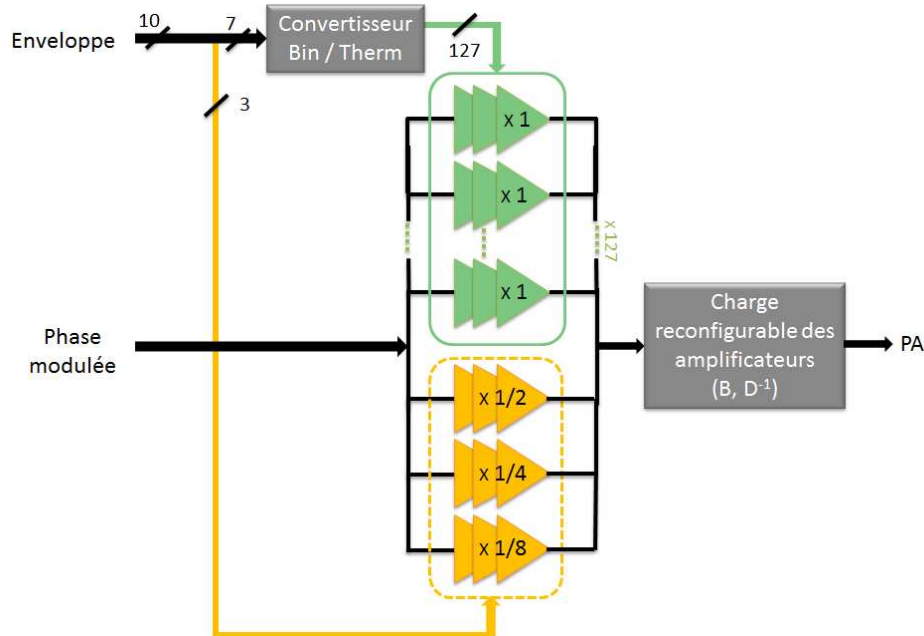 10
7
Enveloppe
Convertisseur
Bin / Therm
127
3
x 1
x 1
x 127
x 1
Phase
modulée
Charge
reconfigurable des
amplificateurs
(B, D⁻¹)
PA
x 1/2
x 1/4
x 1/8